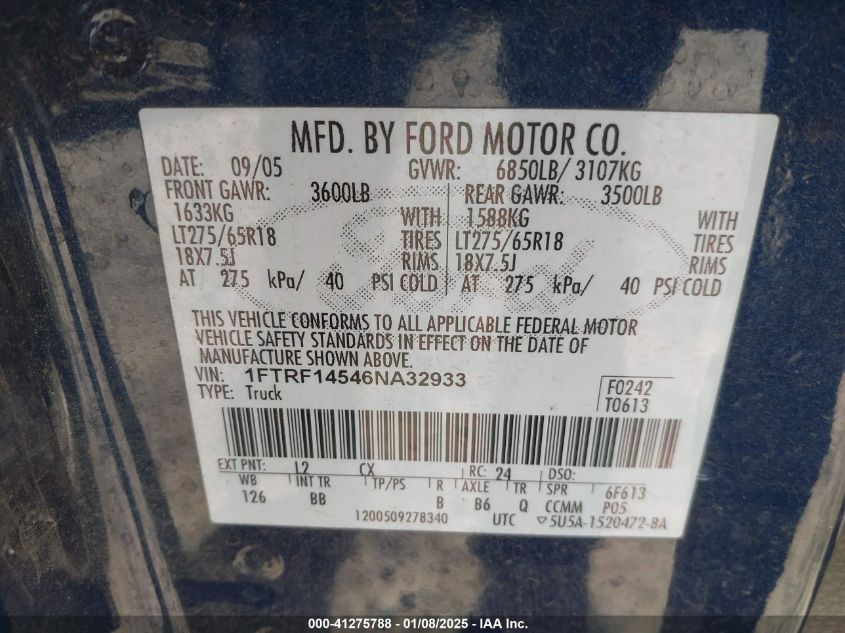 MFD. BY FORD MOTOR CO.
DATE: 09/05 GVWR: 6850LB/ 3107KG
FRONT GAWR: 3600LB REAR GAWR: 3500LB
1633KG WITH 1588KG WITH
LT275/65R18 TIRES LT275/65R18 TIRES
18X7.5J RIMS 18X7.5J RIMS
AT 275 kPa/ 40 PSI COLD AT 275 kPa/ 40 PSI COLD
THIS VEHICLE CONFORMS TO ALL APPLICABLE FEDERAL MOTOR
VEHICLE SAFETY STANDARDS IN EFFECT ON THE DATE OF
MANUFACTURE SHOWN ABOVE.
VIN: 1FTRF14546NA32933 F0242
TYPE: Truck T0613
EXT PNT: L2 CX RC: 24 DSO:
WB INT TR TP/PS R AXLE TR SPR 6F613
126 BB B B6 Q CCMM P05
1200509278340 UTC ▽5U5A-1520472-BA
000-41275788 - 01/08/2025 - IAA Inc.